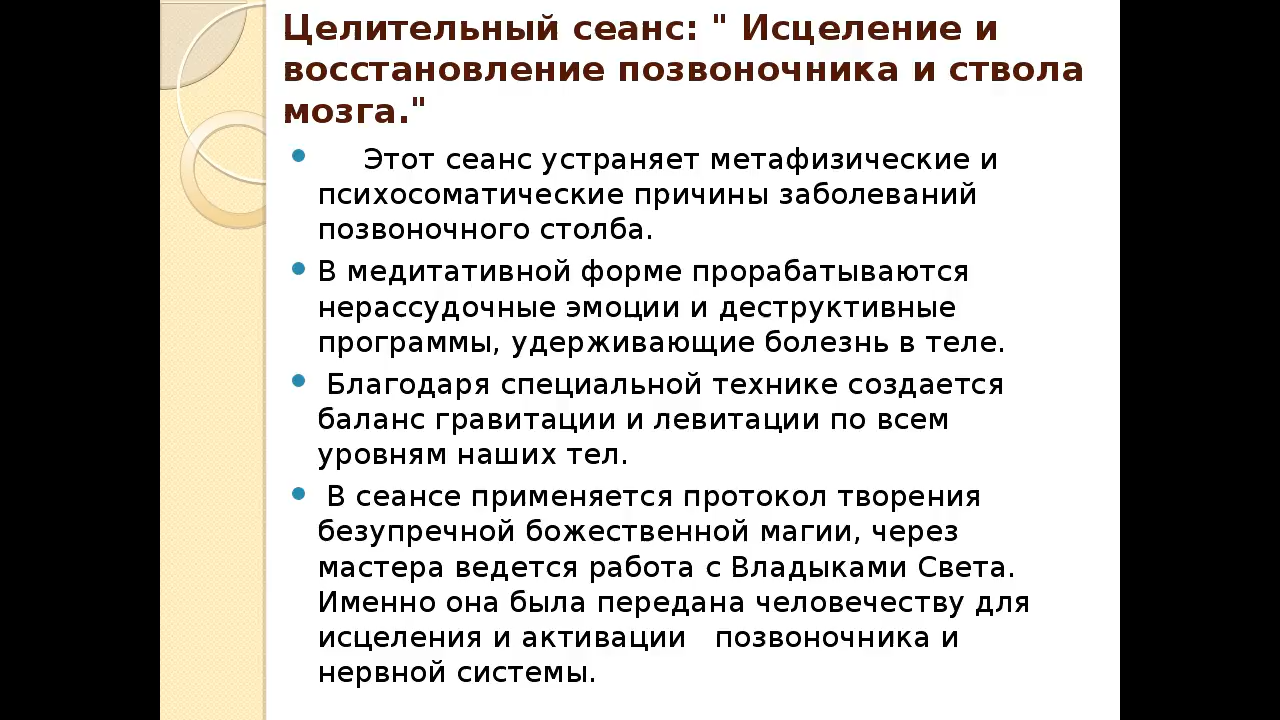 Целительный сеанс: " Исцеление и
восстановление позвоночника и ствола
мозга."
Этот сеанс устраняет метафизические и
психосоматические причины заболеваний
позвоночного столба.
В медитативной форме прорабатываются
нерассудочные эмоции и деструктивные
программы, удерживающие болезнь в теле.
Благодаря специальной технике создается
баланс гравитации и левитации по всем
уровням наших тел.
В сеансе применяется протокол творения
безупречной божественной магии, через
мастера ведется работа с Владыками Света.
Именно она была передана человечеству для
исцеления и активации   позвоночника и
нервной системы.